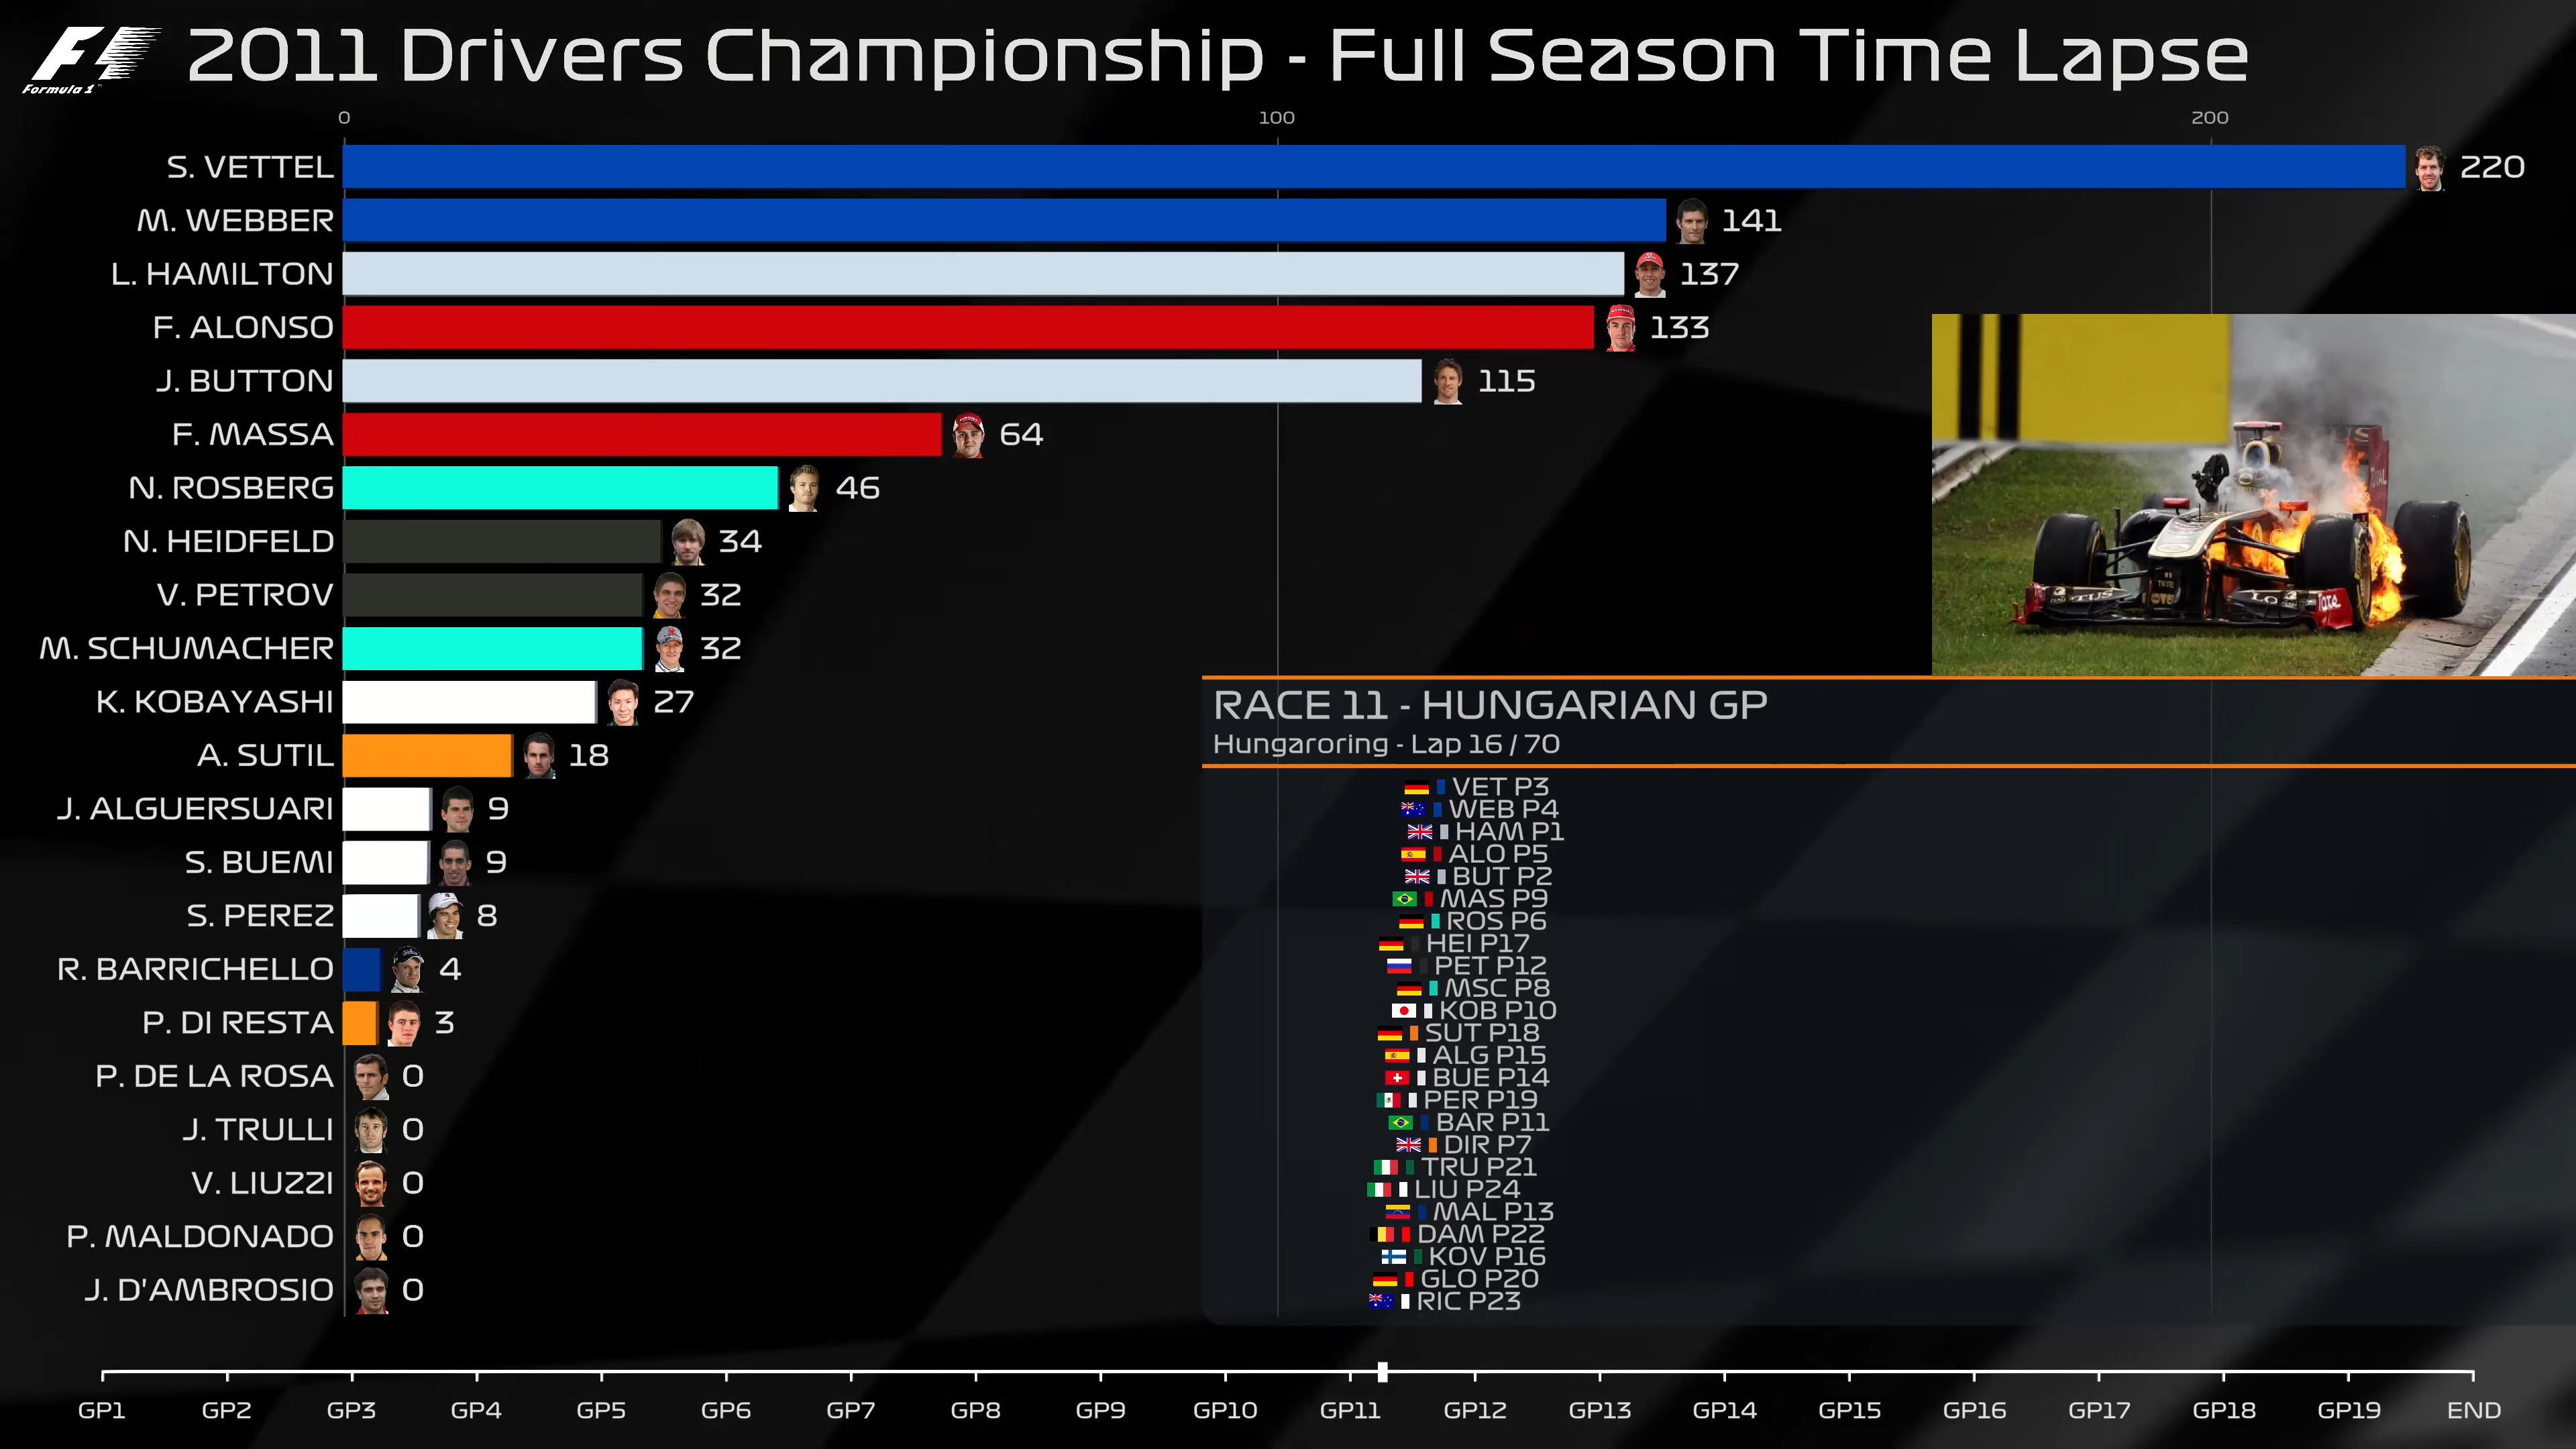 Formula 1
2011 Drivers Championship - Full Season Time Lapse
0 100 200
S. VETTEL 220
M. WEBBER 141
L. HAMILTON 137
F. ALONSO 133
J. BUTTON 115
F. MASSA 64
N. ROSBERG 46
N. HEIDFELD 34
V. PETROV 32
M. SCHUMACHER 32
K. KOBAYASHI 27
A. SUTIL 18
J. ALGUERSUARI 9
S. BUEMI 9
S. PEREZ 8
R. BARRICHELLO 4
P. DI RESTA 3
P. DE LA ROSA 0
J. TRULLI 0
V. LIUZZI 0
P. MALDONADO 0
J. D'AMBROSIO 0
LOTUS
TOTAL
RACE 11 - HUNGARIAN GP
Hungaroring - Lap 16 / 70
VET P3
WEB P4
HAM P1
ALO P5
BUT P2
MAS P9
ROS P6
HEI P17
PET P12
MSC P8
KOB P10
SUT P18
ALG P15
BUE P14
PER P19
BAR P11
DIR P7
TRU P21
LIU P24
MAL P13
DAM P22
KOV P16
GLO P20
RIC P23
GP1 GP2 GP3 GP4 GP5 GP6 GP7 GP8 GP9 GP10 GP11 GP12 GP13 GP14 GP15 GP16 GP17 GP18 GP19 END